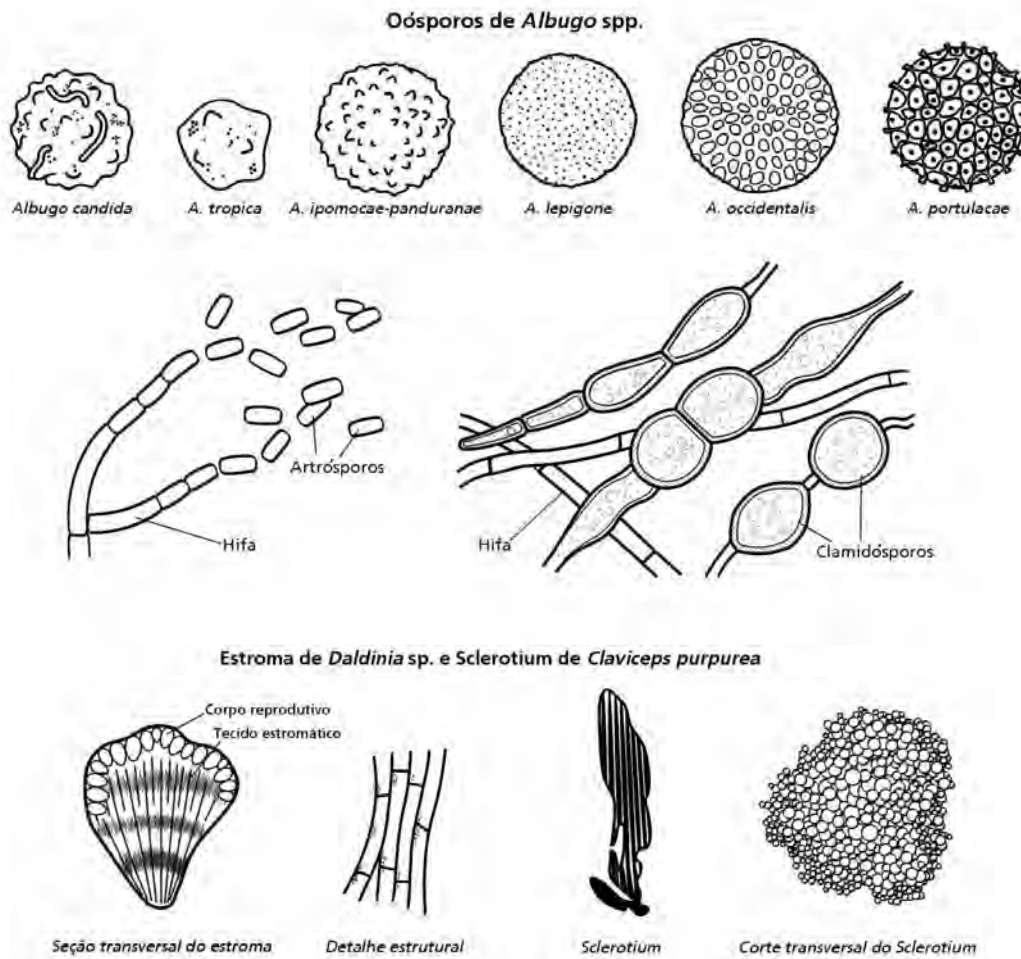 Oósporos de Albugo spp.
Albugo candida
A. tropica
A. ipomocae-panduranae
A. lepigone
A. occidentalis
A. portulacae
Artrósporos
Hifa
Hifa
Clamidósporos
Estroma de Daldínia sp. e Sclerotium de Claviceps purpurea
Corpo reprodutivo
Tecido estromático
Seção transversal do estroma
Detalhe estrutural
Sclerotium
Corte transversal do Sclerotium